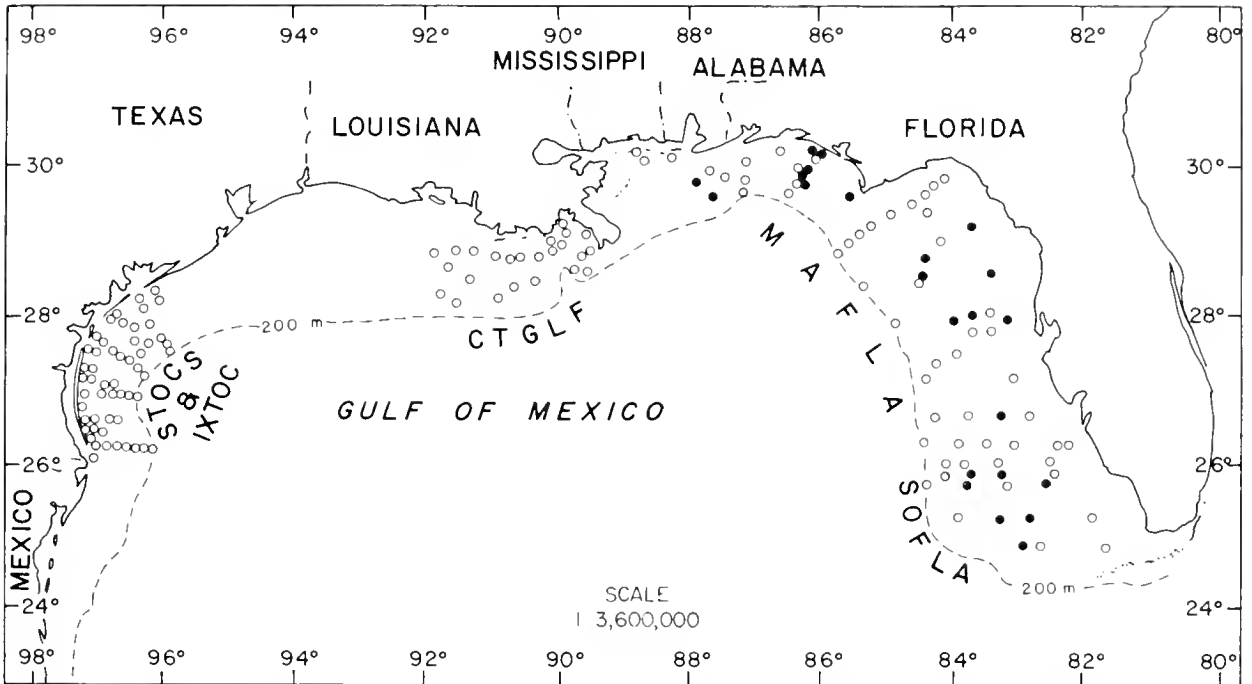 98° 96° 94° 92° 90° 88° 86° 84° 82° 80°
MISSISSIPPI
ALABAMA
TEXAS
LOUISIANA
FLORIDA
30° 30°
MAFLA
28° 200 m 28°
CTGLF
STOCS
&
IXTOC
GULF OF MEXICO
26° 26°
SOFLA
MEXICO
200 m
SCALE
1 3,600,000
24° 24°
98° 96° 94° 92° 90° 88° 86° 84° 82° 80°